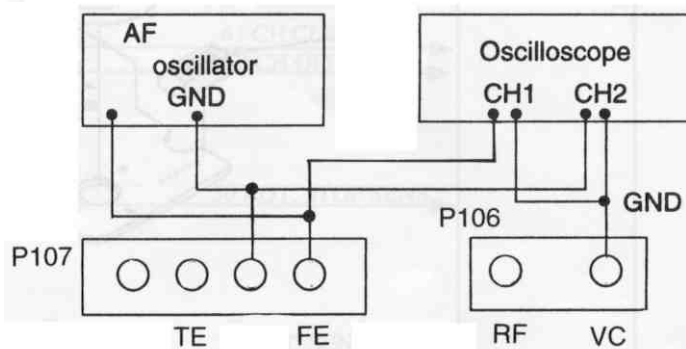 AF
oscillator
GND
Oscilloscope
CH1 CH2
GND
P106
P107
TE FE RF VC